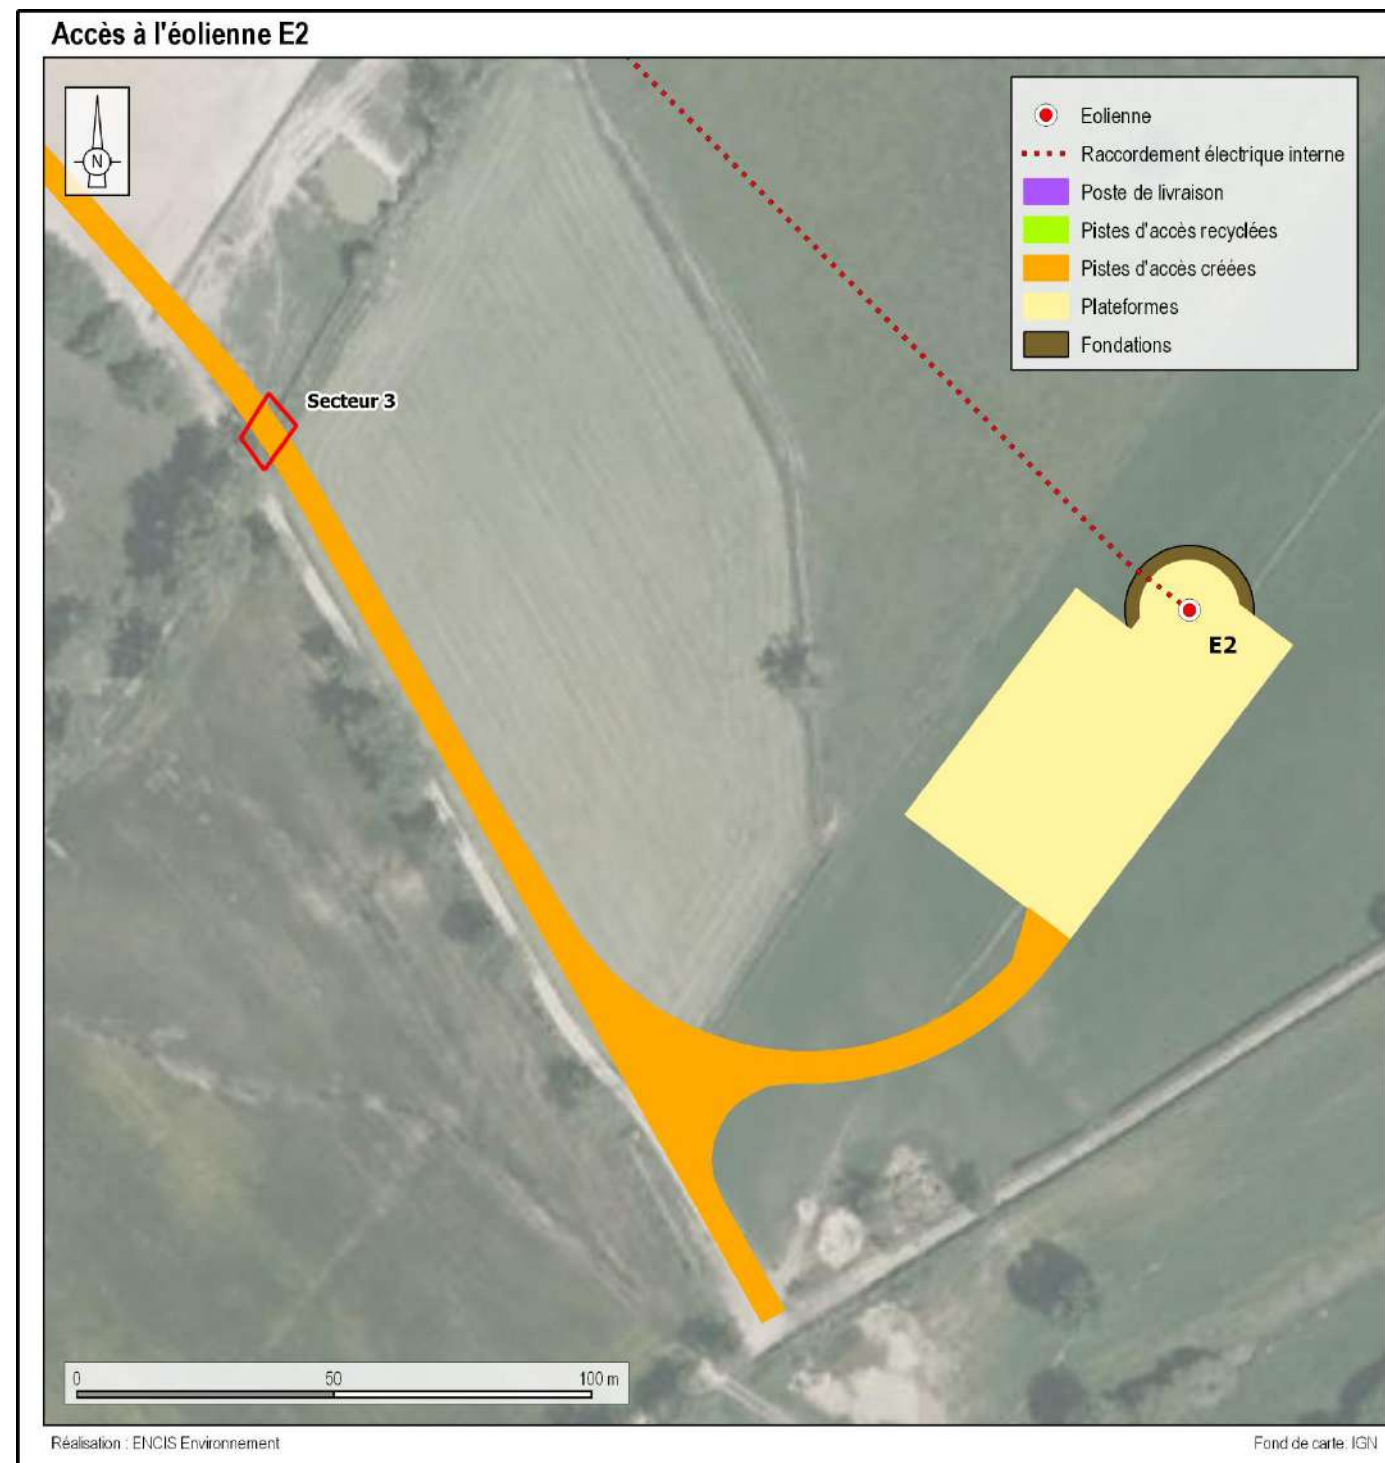 Accès à l'éolienne E2
N
Eolienne
Raccordement électrique interne
Poste de livraison
Pistes d'accès recyclées
Pistes d'accès créées
Plateformes
Fondations
Secteur 3
E2
0 50 100 m
Réalisation : ENCIS Environnement
Fond de carte: IGN